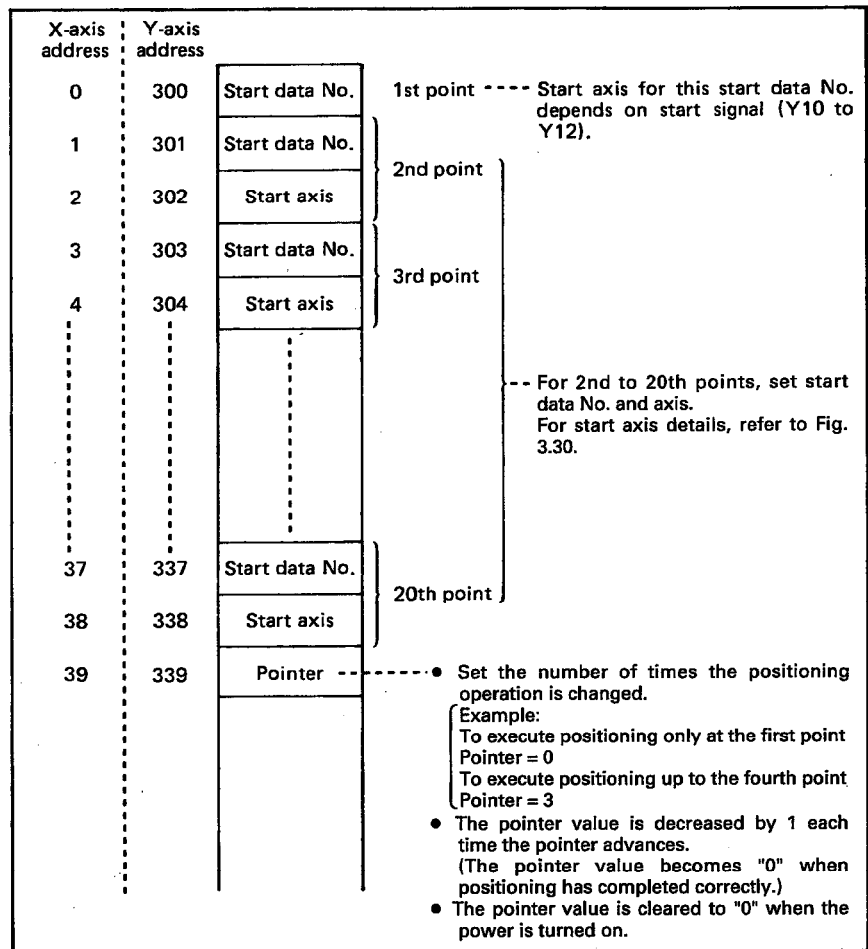 X-axis address
Y-axis address
0 300 Start data No. 1st point Start axis for this start data No.
depends on start signal (Y10 to
Y12).
1 301 Start data No.
2nd point
2 302 Start axis
3 303 Start data No.
3rd point
4 304 Start axis
For 2nd to 20th points, set start
data No. and axis.
For start axis details, refer to Fig.
3.30.
37 337 Start data No.
20th point
38 338 Start axis
39 339 Pointer ● Set the number of times the positioning
operation is changed.
Example:
To execute positioning only at the first point
Pointer = 0
To execute positioning up to the fourth point
Pointer = 3
● The pointer value is decreased by 1 each
time the pointer advances.
(The pointer value becomes "0" when
positioning has completed correctly.)
● The pointer value is cleared to "0" when the
power is turned on.